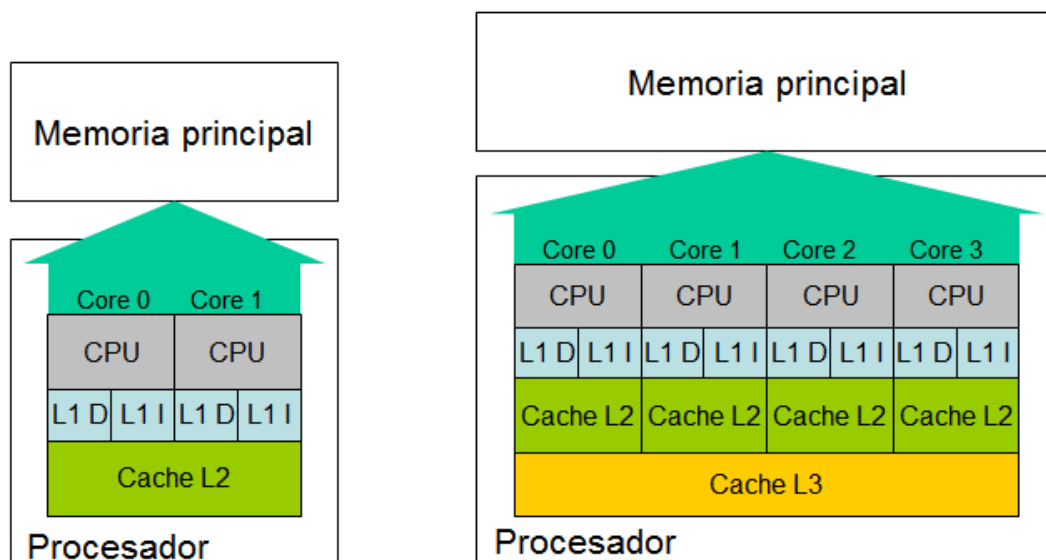 Memoria principal
Core 0 Core 1
CPU CPU
L1 D L1 I L1 D L1 I
Cache L2
Procesador
Memoria principal
Core 0 Core 1 Core 2 Core 3
CPU CPU CPU CPU
L1 D L1 I L1 D L1 I L1 D L1 I L1 D L1 I
Cache L2 Cache L2 Cache L2 Cache L2
Cache L3
Procesador